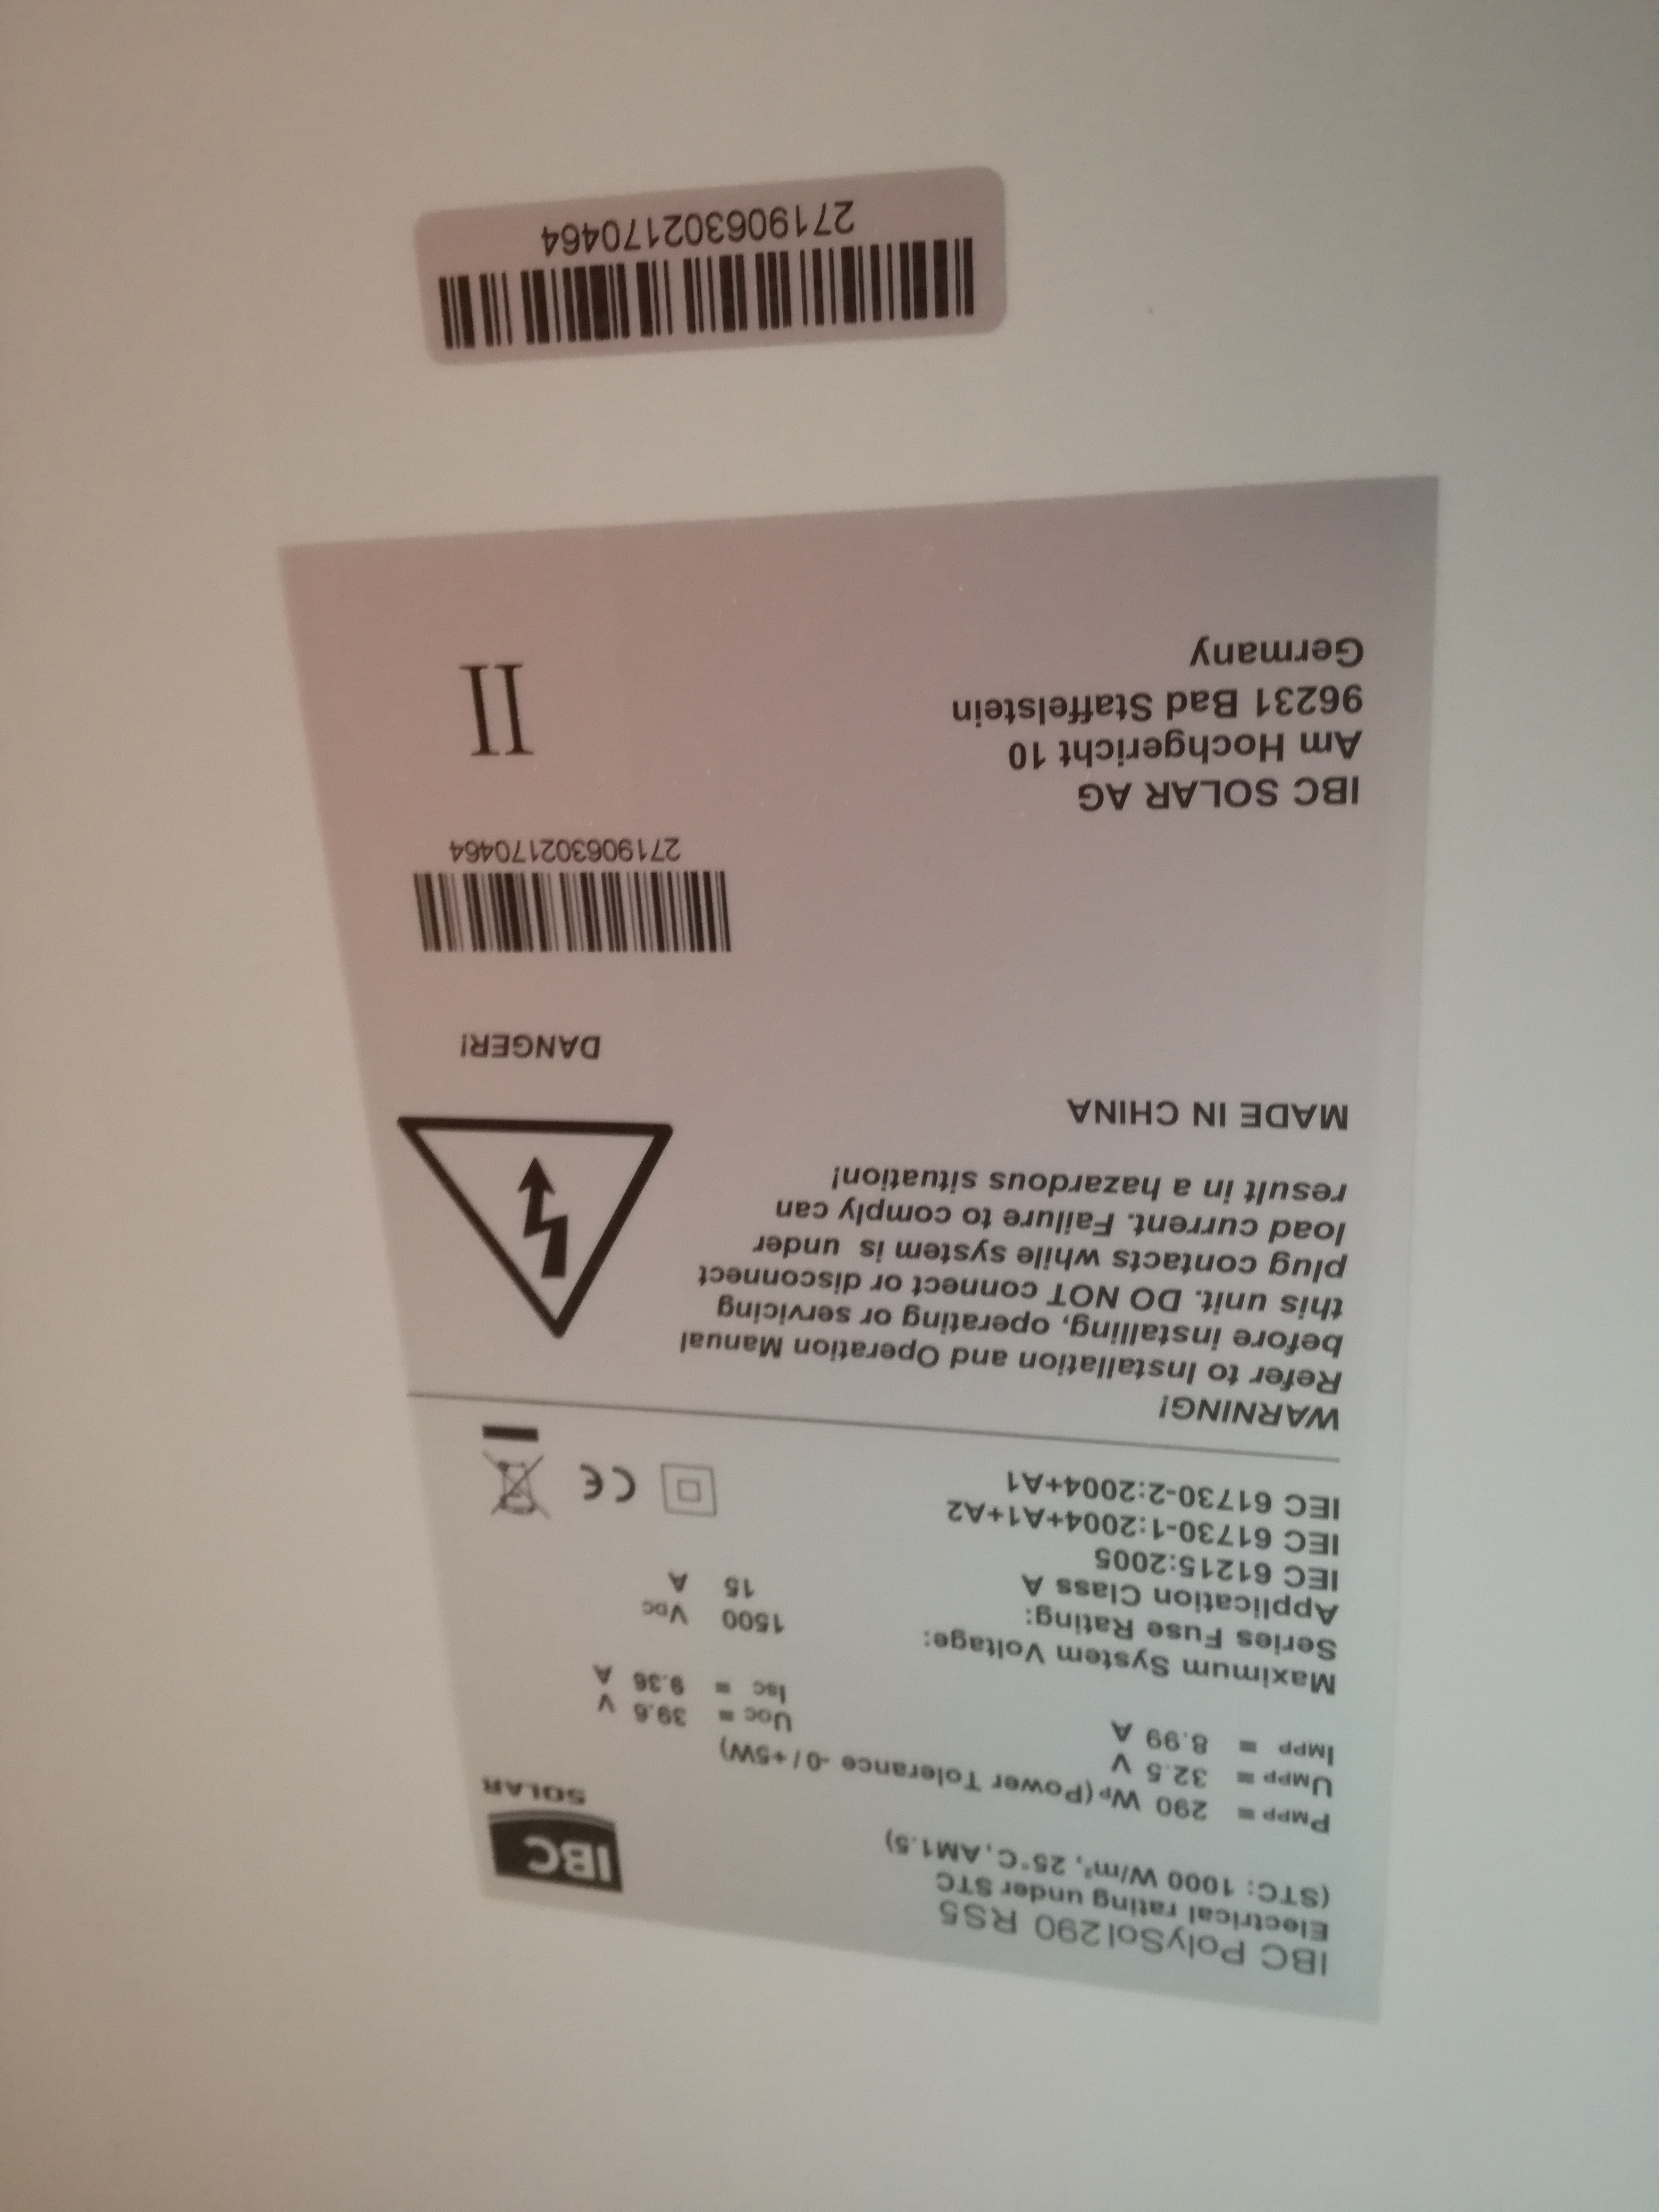 IBC PolySol290 RS5
Electrical rating under STC
(STC: 1000 W/m², 25°C, AM1.5)
IBC
SOLAR
PMPP = 290 Wp (Power Tolerance -0 / +5W)
UMPP = 32.5 V
UOC = 39.6 V
IMPP = 8.99 A
ISC = 9.36 A
Maximum System Voltage: 1500 VDC
Series Fuse Rating: 15 A
Application Class A
IEC 61215:2005
IEC 61730-1:2004+A1+A2
IEC 61730-2:2004+A1
CE
WARNING!
Refer to Installation and Operation Manual
before installing, operating or servicing
this unit. DO NOT connect or disconnect
plug contacts while system is under
load current. Failure to comply can
result in a hazardous situation!
MADE IN CHINA
DANGER!
271906302170464
IBC SOLAR AG
Am Hochgericht 10
96231 Bad Staffelstein
Germany
II
271906302170464